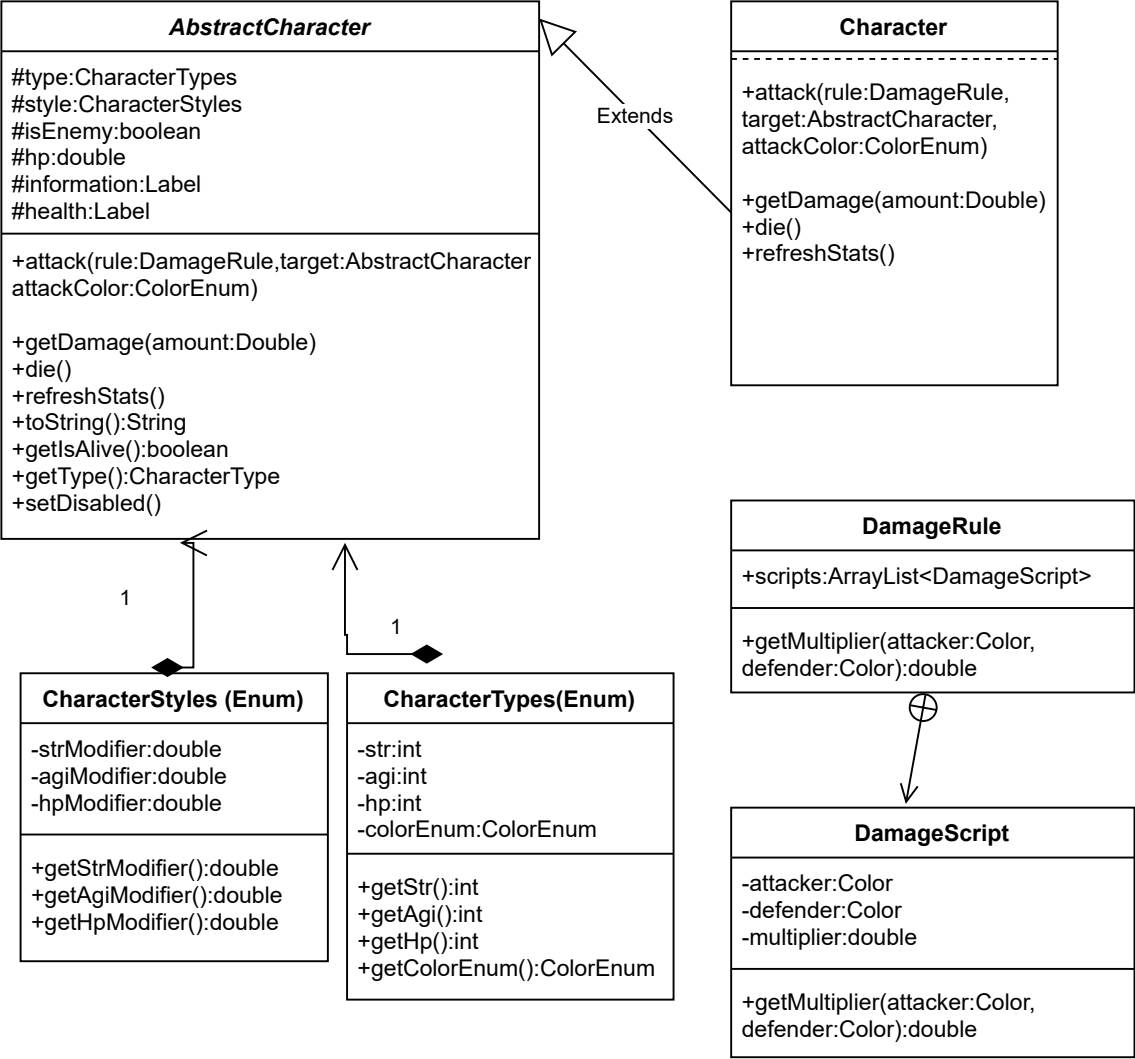 AbstractCharacter
#type:CharacterTypes
#style:CharacterStyles
#isEnemy:boolean
#hp:double
#information:Label
#health:Label
+attack(rule:DamageRule,target:AbstractCharacter
attackColor:ColorEnum)
+getDamage(amount:Double)
+die()
+refreshStats()
+toString():String
+getIsAlive():boolean
+getType():CharacterType
+setDisabled()
Extends
Character
+attack(rule:DamageRule,
target:AbstractCharacter,
attackColor:ColorEnum)
+getDamage(amount:Double)
+die()
+refreshStats()
1
1
CharacterStyles (Enum)
-strModifier:double
-agiModifier:double
-hpModifier:double
+getStrModifier():double
+getAgiModifier():double
+getHpModifier():double
CharacterTypes(Enum)
-str:int
-agi:int
-hp:int
-colorEnum:ColorEnum
+getStr():int
+getAgi():int
+getHp():int
+getColorEnum():ColorEnum
DamageRule
+scripts:ArrayList<DamageScript>
+getMultiplier(attacker:Color,
defender:Color):double
DamageScript
-attacker:Color
-defender:Color
-multiplier:double
+getMultiplier(attacker:Color,
defender:Color):double